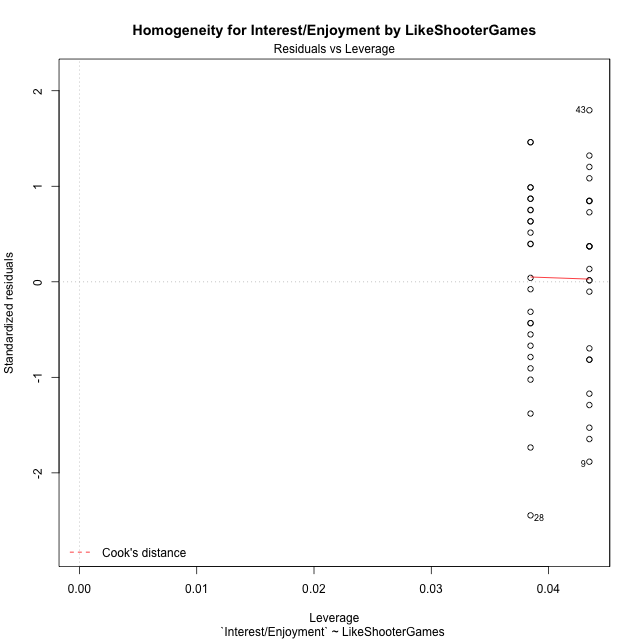 Homogeneity for Interest/Enjoyment by LikeShooterGames
Residuals vs Leverage
2
1
0
-1
-2
Standardized residuals
43
9
28
Cook's distance
0.00 0.01 0.02 0.03 0.04
Leverage
`Interest/Enjoyment` ~ LikeShooterGames